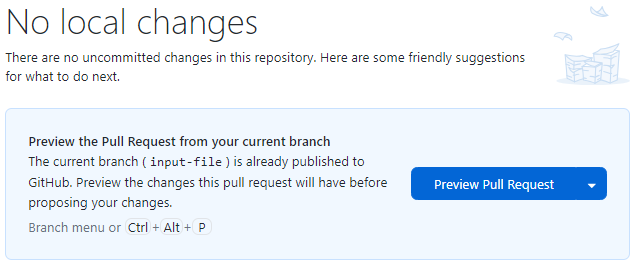 No local changes
There are no uncommitted changes in this repository. Here are some friendly suggestions
for what to do next.
Preview the Pull Request from your current branch
The current branch ( input-file ) is already published to
GitHub. Preview the changes this pull request will have before
proposing your changes.
Preview Pull Request
Branch menu or Ctrl + Alt + P